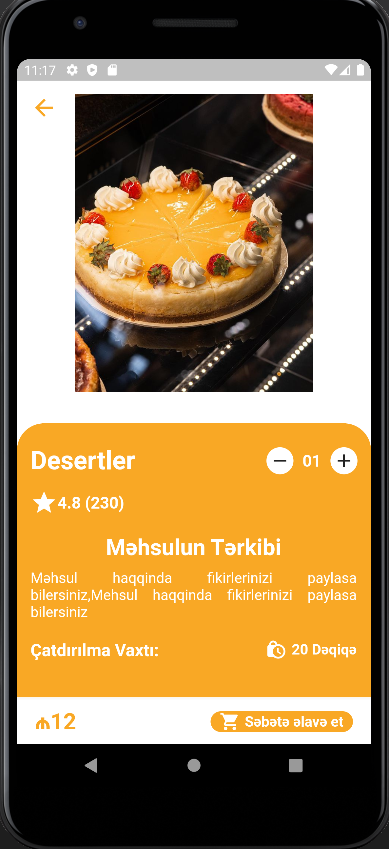 11:17
Desertler
01
4.8 (230)
Məhsulun Tərkibi
Məhsul haqqinda fikirlerinizi paylasa
bilersiniz,Mehsul haqqinda fikirlerinizi paylasa
bilersiniz
Çatdırılma Vaxtı:
20 Dəqiqə
₼12
Səbətə əlavə et